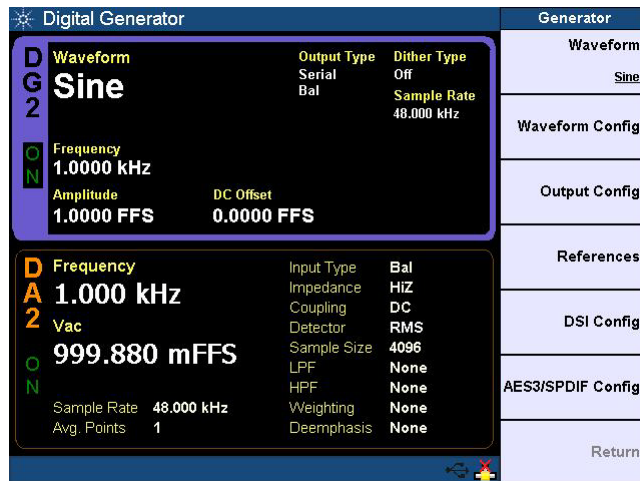 Digital Generator
Generator
DG2
ON
Waveform
Sine
Output Type
Serial
Bal
Dither Type
Off
Sample Rate
48.000 kHz
Frequency
1.0000 kHz
Amplitude
1.0000 FFS
DC Offset
0.0000 FFS
DA2
ON
Frequency
1.000 kHz
Vac
999.880 mFFS
Sample Rate 48.000 kHz
Avg. Points 1
Input Type Bal
Impedance HiZ
Coupling DC
Detector RMS
Sample Size 4096
LPF None
HPF None
Weighting None
Deemphasis None
Waveform
Sine
Waveform Config
Output Config
References
DSI Config
AES3/SPDIF Config
Return